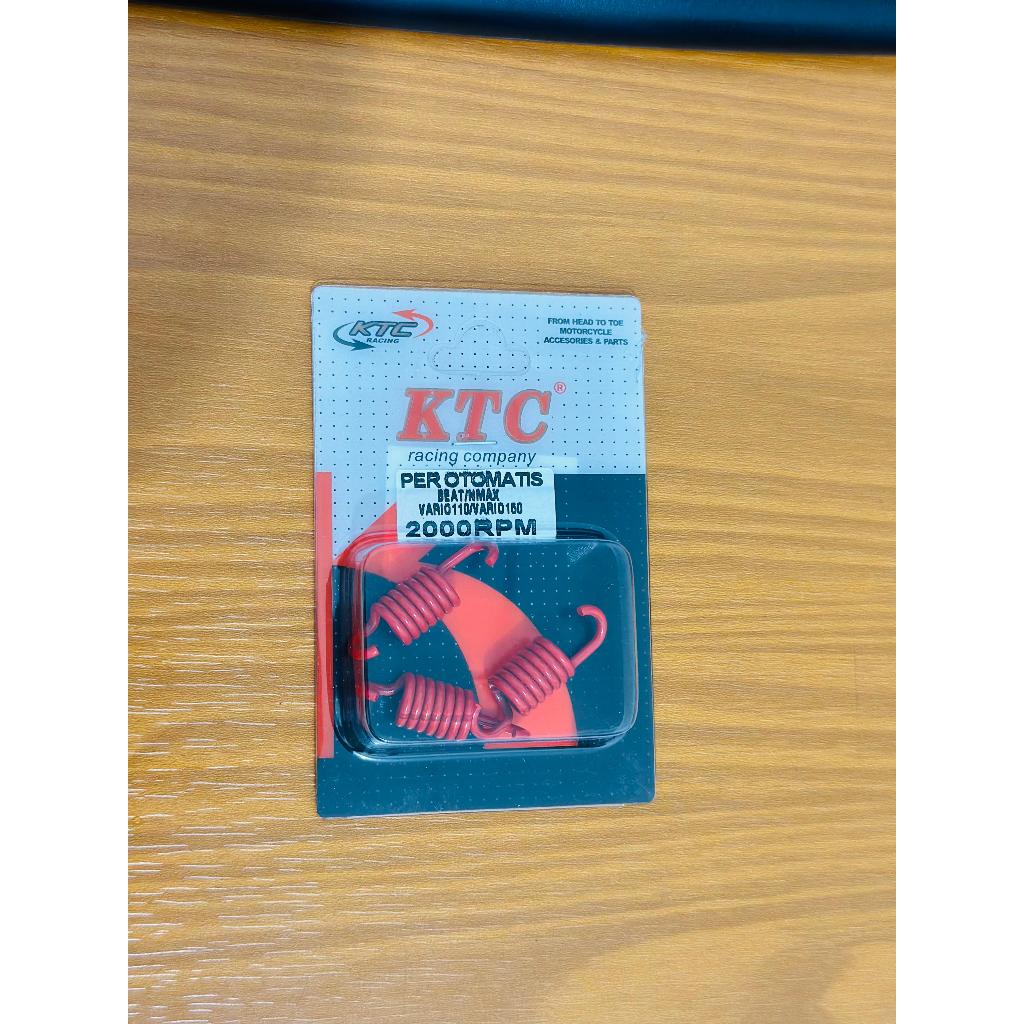 KTC
RACING
FROM HEAD TO TOE
MOTORCYCLE
ACCESORIES & PARTS
KTC®
racing company
PER OTOMATIS
BEAT/NMAX
VARIO110/VARIO150
2000RPM